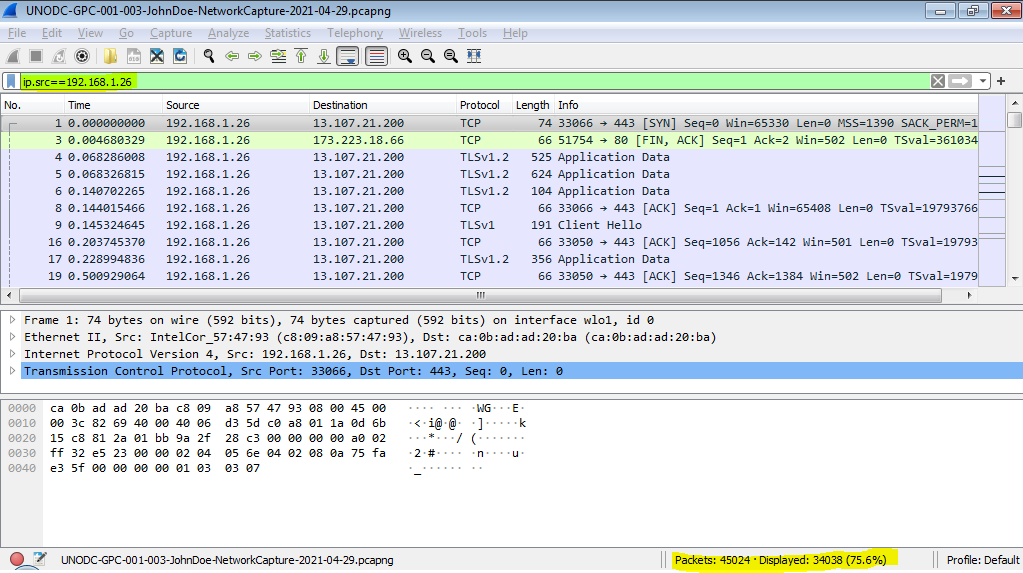 UNODC-GPC-001-003-JohnDoe-NetworkCapture-2021-04-29.pcapng
File Edit View Go Capture Analyze Statistics Telephony Wireless Tools Help
ip.src==192.168.1.26
No. Time Source Destination Protocol Length Info
1 0.000000000 192.168.1.26 13.107.21.200 TCP 74 33066 → 443 [SYN] Seq=0 Win=65330 Len=0 MSS=1390 SACK_PERM=1
3 0.004680329 192.168.1.26 173.223.18.66 TCP 66 51754 → 80 [FIN, ACK] Seq=1 Ack=2 Win=502 Len=0 TSval=361034
4 0.068286008 192.168.1.26 13.107.21.200 TLSv1.2 525 Application Data
5 0.068326815 192.168.1.26 13.107.21.200 TLSv1.2 624 Application Data
6 0.140702265 192.168.1.26 13.107.21.200 TLSv1.2 104 Application Data
8 0.144015466 192.168.1.26 13.107.21.200 TCP 66 33066 → 443 [ACK] Seq=1 Ack=1 Win=65408 Len=0 TSval=19793766
9 0.145324645 192.168.1.26 13.107.21.200 TLSv1 191 Client Hello
16 0.203745370 192.168.1.26 13.107.21.200 TCP 66 33050 → 443 [ACK] Seq=1056 Ack=142 Win=501 Len=0 TSval=19793
17 0.228994836 192.168.1.26 13.107.21.200 TLSv1.2 356 Application Data
19 0.500929064 192.168.1.26 13.107.21.200 TCP 66 33050 → 443 [ACK] Seq=1346 Ack=1384 Win=502 Len=0 TSval=1979
Frame 1: 74 bytes on wire (592 bits), 74 bytes captured (592 bits) on interface wlo1, id 0
Ethernet II, Src: IntelCor_57:47:93 (c8:09:a8:57:47:93), Dst: ca:0b:ad:ad:20:ba (ca:0b:ad:ad:20:ba)
Internet Protocol Version 4, Src: 192.168.1.26, Dst: 13.107.21.200
Transmission Control Protocol, Src Port: 33066, Dst Port: 443, Seq: 0, Len: 0
0000 ca 0b ad ad 20 ba c8 09 a8 57 47 93 08 00 45 00 ···· ··· ·WG···E·
0010 00 3c 82 69 40 00 40 06 d3 5d c0 a8 01 1a 0d 6b ·<·i@·@· ·]·····k
0020 15 c8 81 2a 01 bb 9a 2f 28 c3 00 00 00 00 a0 02 ···*···/ (·······
0030 ff 32 e5 23 00 00 02 04 05 6e 04 02 08 0a 75 fa ·2·#···· ·n····u·
0040 e3 5f 00 00 00 00 01 03 03 07 ·_······ ··
UNODC-GPC-001-003-JohnDoe-NetworkCapture-2021-04-29.pcapng Packets: 45024 · Displayed: 34038 (75.6%) Profile: Default